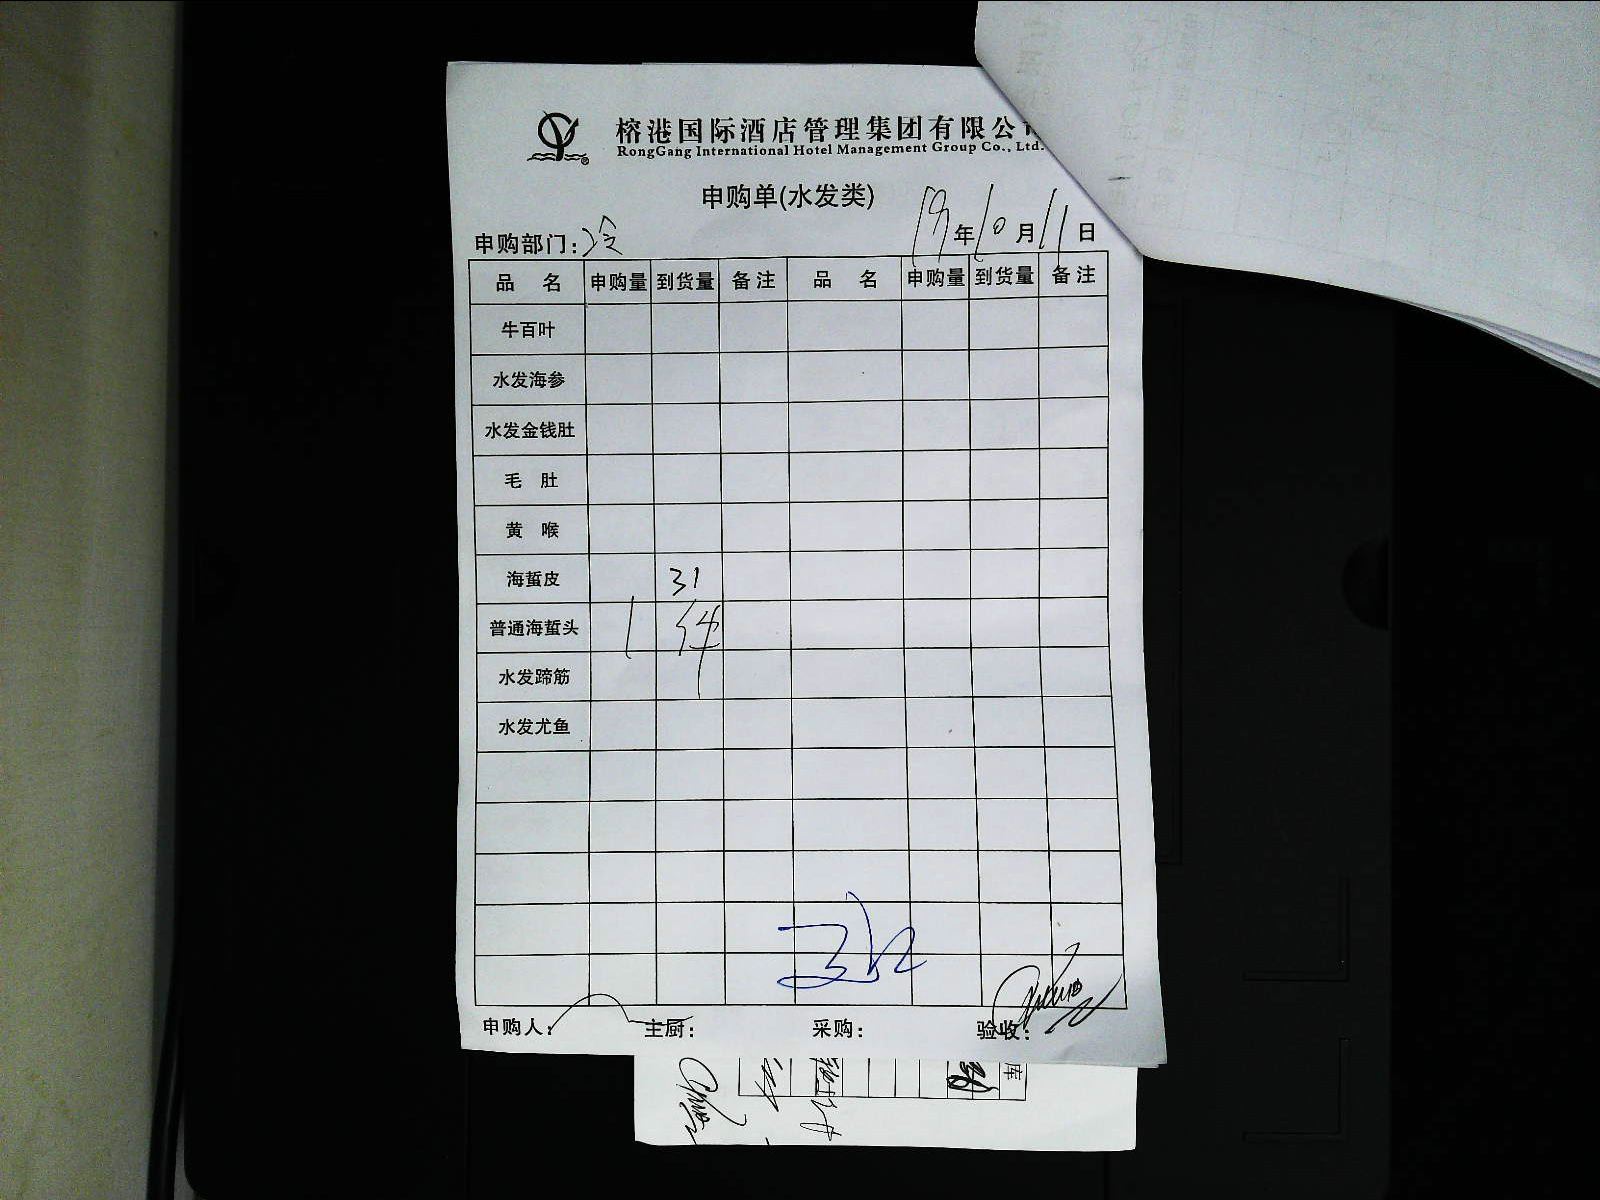 榕港国际酒店管理集团有限公司
RongGang International Hotel Management Group Co., Ltd.
申购单(水发类)
申购部门: 冷 19年10月11日
品 名 申购量 到货量 备注 品 名 申购量 到货量 备注
牛百叶
水发海参
水发金钱肚
毛 肚
黄 喉
海蜇皮 31
普通海蜇头 1 件
水发蹄筋
水发尤鱼
申购人: 主厨: 采购: 验收:
库